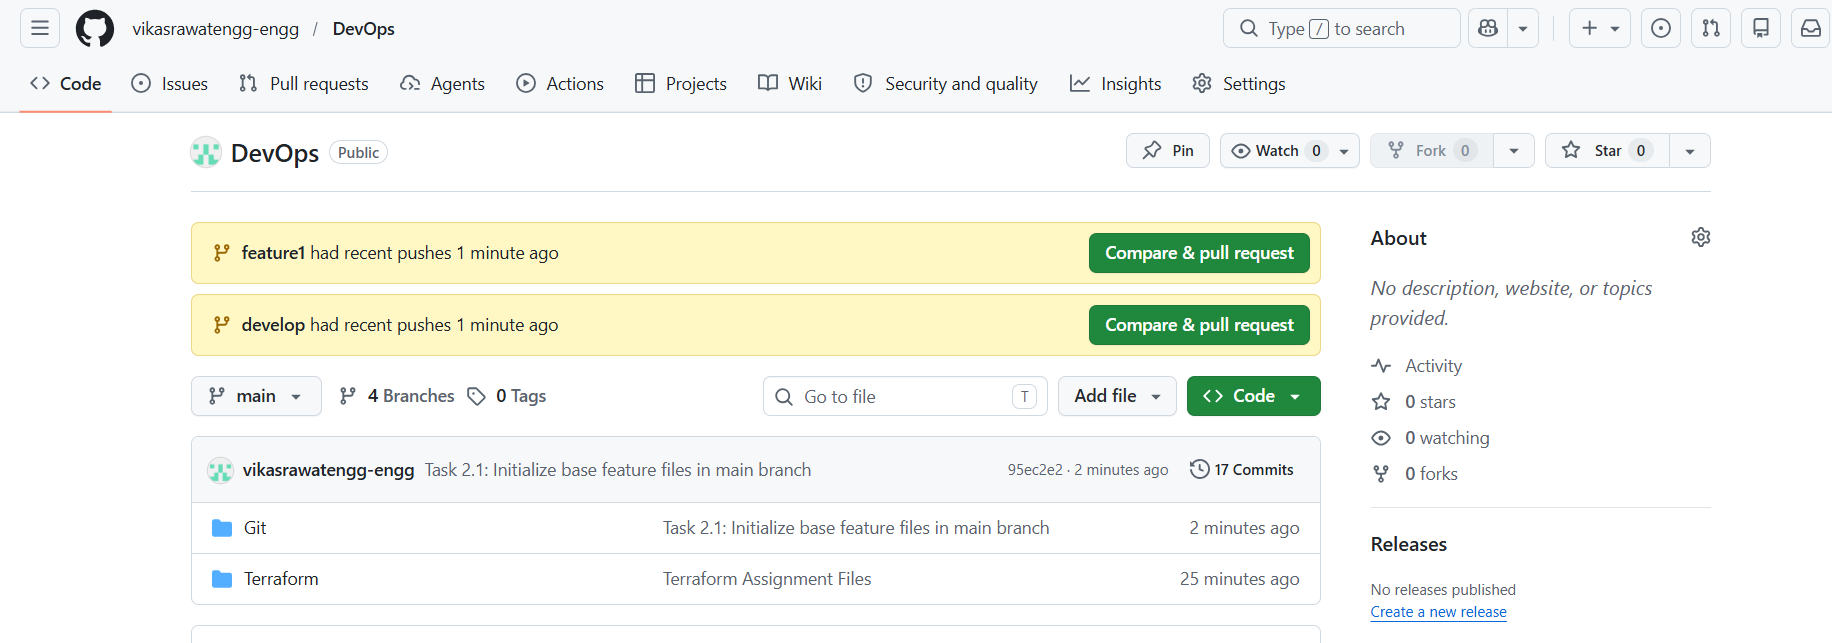 vikasrawatengg-engg / DevOps
Type / to search
Code Issues Pull requests Agents Actions Projects Wiki Security and quality Insights Settings
DevOps Public
Pin Watch 0 Fork 0 Star 0
feature1 had recent pushes 1 minute ago Compare & pull request
develop had recent pushes 1 minute ago Compare & pull request
main 4 Branches 0 Tags Go to file T Add file Code
vikasrawatengg-engg Task 2.1: Initialize base feature files in main branch 95ec2e2 · 2 minutes ago 17 Commits
Git Task 2.1: Initialize base feature files in main branch 2 minutes ago
Terraform Terraform Assignment Files 25 minutes ago
About
No description, website, or topics
provided.
Activity
0 stars
0 watching
0 forks
Releases
No releases published
Create a new release